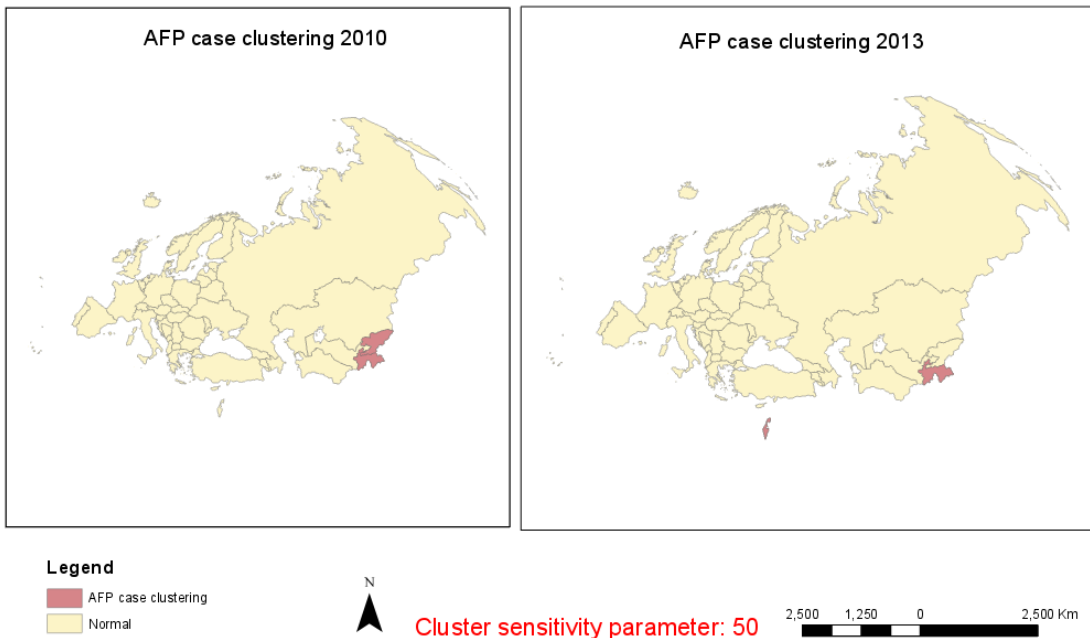 AFP case clustering 2010
AFP case clustering 2013
Legend
AFP case clustering
Normal
N
Cluster sensitivity parameter: 50
2,500 1,250 0 2,500 Km